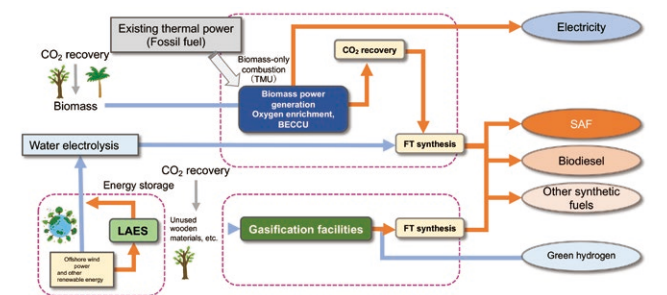 Existing thermal power
(Fossil fuel)
Electricity
CO₂ recovery
CO₂ recovery
Biomass-only
combustion
(TMU)
Biomass
Biomass power
generation
Oxygen enrichment,
BECCU
SAF
Water electrolysis
FT synthesis
Biodiesel
CO₂ recovery
Energy storage
Other synthetic
fuels
Unused
wooden
materials, etc.
LAES
Gasification facilities
FT synthesis
Offshore wind
power
and other
renewable energy
Green hydrogen